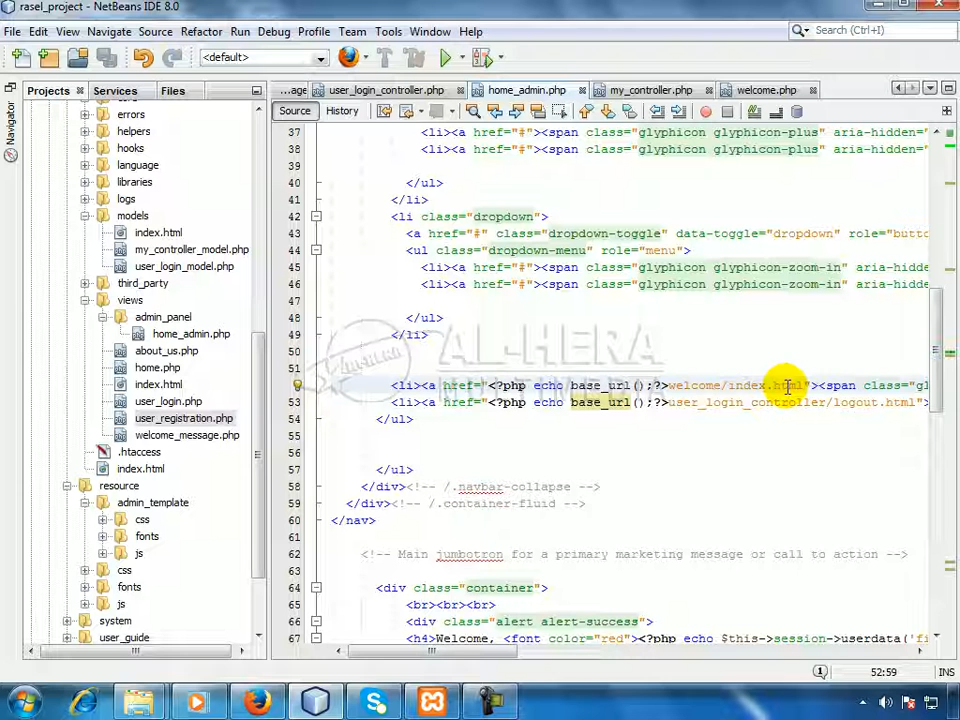 rasel_project - NetBeans IDE 8.0
File Edit View Navigate Source Refactor Run Debug Profile Team Tools Window Help
Search (Ctrl+I)
<default>
Projects Services Files
...age user_login_controller.php home_admin.php my_controller.php welcome.php
Source History
Navigator
errors
helpers
hooks
language
libraries
logs
models
index.html
my_controller_model.php
user_login_model.php
third_party
views
admin_panel
home_admin.php
about_us.php
home.php
index.html
user_login.php
user_registration.php
welcome_message.php
.htaccess
index.html
resource
admin_template
css
fonts
js
css
fonts
js
system
user_guide
37 <li><a href="#"><span class="glyphicon glyphicon-plus" aria-hidden="
38 <li><a href="#"><span class="glyphicon glyphicon-plus" aria-hidden="
39
40 </ul>
41 </li>
42 <li class="dropdown">
43 <a href="#" class="dropdown-toggle" data-toggle="dropdown" role="butto
44 <ul class="dropdown-menu" role="menu">
45 <li><a href="#"><span class="glyphicon glyphicon-zoom-in" aria-hidden=
46 <li><a href="#"><span class="glyphicon glyphicon-zoom-in" aria-hidden=
47
48 </ul>
49 </li>
50
51
<li><a href="<?php echo base_url();?>welcome/index.html"><span class="gl
53 <li><a href="<?php echo base_url();?>user_login_controller/logout.html">
54 </ul>
55
56
57 </ul>
58 </div><!-- /.navbar-collapse -->
59 </div><!-- /.container-fluid -->
60 </nav>
61
62 <!-- Main jumbotron for a primary marketing message or call to action -->
63
64 <div class="container">
65 <br><br><br>
66 <div class="alert alert-success">
67 <h4>Welcome, <font color="red"><?php echo $this->session->userdata('fi
AL-HERA
MULTIMEDIA
52:59 INS